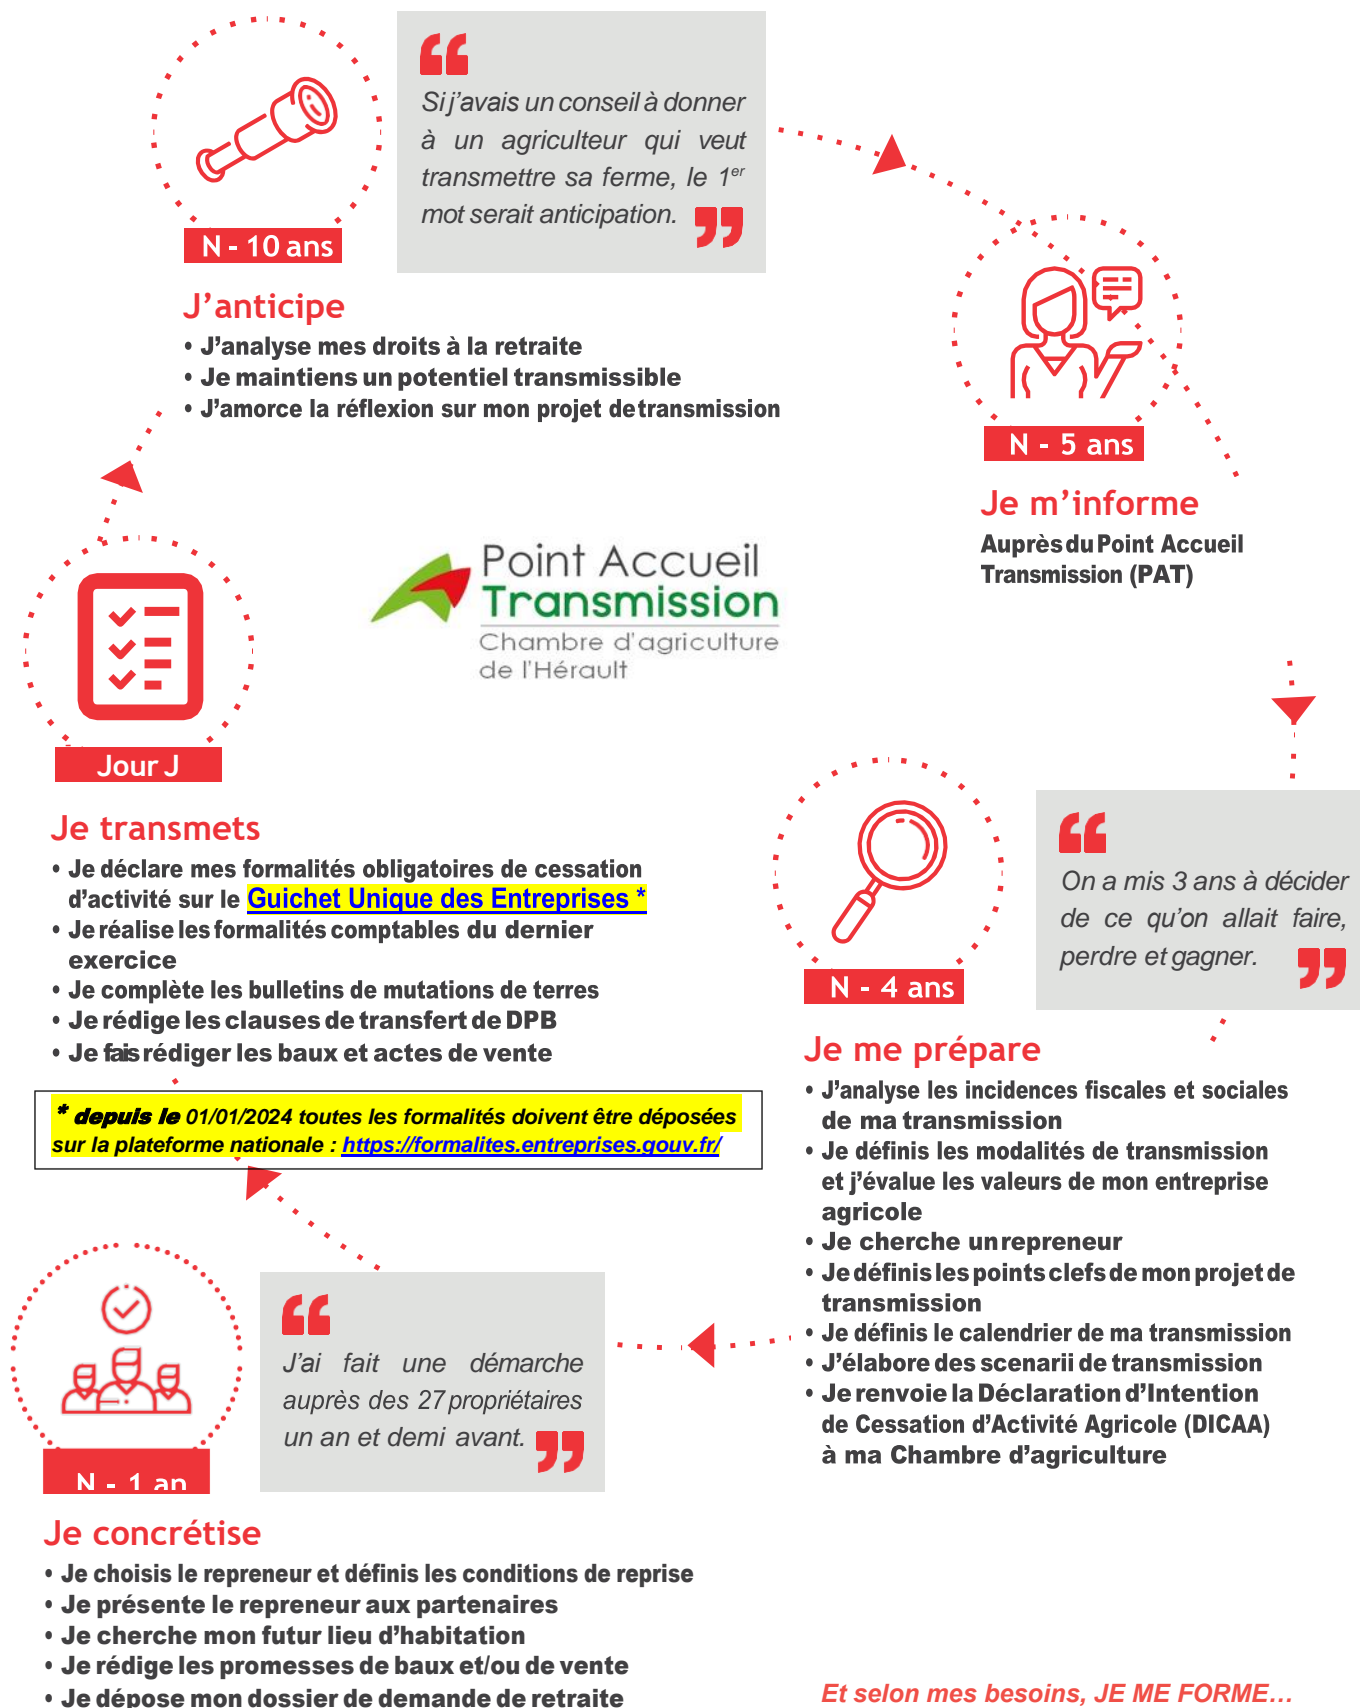 Si j'avais un conseil à donner
à un agriculteur qui veut
transmettre sa ferme, le 1er
mot serait anticipation.
N - 10 ans
J'anticipe
• J'analyse mes droits à la retraite
• Je maintiens un potentiel transmissible
• J'amorce la réflexion sur mon projet de transmission
N - 5 ans
Je m'informe
Auprès du Point Accueil
Transmission (PAT)
Point Accueil
Transmission
Chambre d'agriculture
de l'Hérault
Jour J
Je transmets
• Je déclare mes formalités obligatoires de cessation
d'activité sur le Guichet Unique des Entreprises *
• Je réalise les formalités comptables du dernier
exercice
• Je complète les bulletins de mutations de terres
• Je rédige les clauses de transfert de DPB
• Je fais rédiger les baux et actes de vente
* depuis le 01/01/2024 toutes les formalités doivent être déposées
sur la plateforme nationale : https://formalites.entreprises.gouv.fr/
On a mis 3 ans à décider
de ce qu'on allait faire,
perdre et gagner.
N - 4 ans
Je me prépare
• J'analyse les incidences fiscales et sociales
de ma transmission
• Je définis les modalités de transmission
et j'évalue les valeurs de mon entreprise
agricole
• Je cherche un repreneur
• Je définis les points clefs de mon projet de
transmission
• Je définis le calendrier de ma transmission
• J'élabore des scenarii de transmission
• Je renvoie la Déclaration d'Intention
de Cessation d'Activité Agricole (DICAA)
à ma Chambre d'agriculture
J'ai fait une démarche
auprès des 27 propriétaires
un an et demi avant.
N - 1 an
Je concrétise
• Je choisis le repreneur et définis les conditions de reprise
• Je présente le repreneur aux partenaires
• Je cherche mon futur lieu d'habitation
• Je rédige les promesses de baux et/ou de vente
• Je dépose mon dossier de demande de retraite
Et selon mes besoins, JE ME FORME…